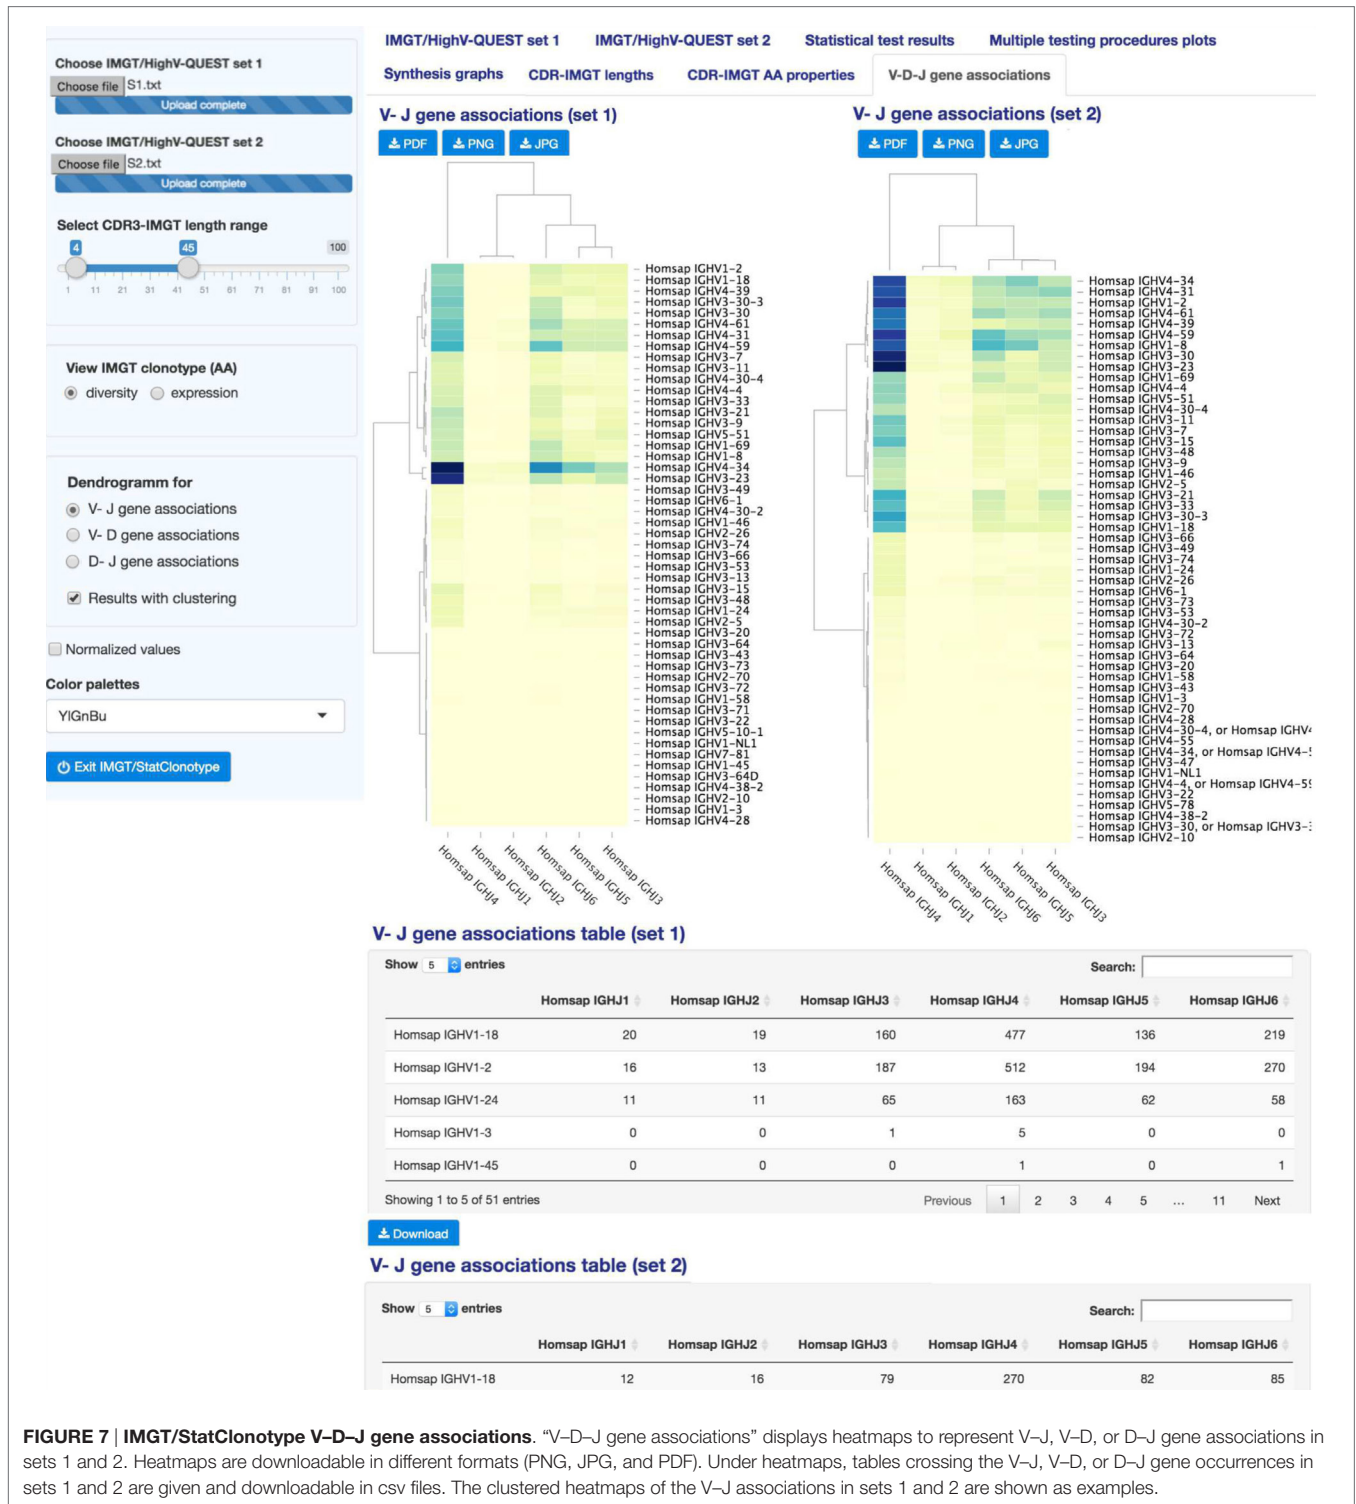 IMGT/HighV-QUEST set 1 IMGT/HighV-QUEST set 2 Statistical test results Multiple testing procedures plots
Synthesis graphs CDR-IMGT lengths CDR-IMGT AA properties V-D-J gene associations
Choose IMGT/HighV-QUEST set 1
Choose file S1.txt
Upload complete
Choose IMGT/HighV-QUEST set 2
Choose file S2.txt
Upload complete
Select CDR3-IMGT length range
4 45 100
1 11 21 31 41 51 61 71 81 91 100
View IMGT clonotype (AA)
diversity expression
Dendrogramm for
V- J gene associations
V- D gene associations
D- J gene associations
Results with clustering
Normalized values
Color palettes
YlGnBu
Exit IMGT/StatClonotype
V- J gene associations (set 1)
PDF PNG JPG
Homsap IGHV1-2
Homsap IGHV1-18
Homsap IGHV4-39
Homsap IGHV3-30-3
Homsap IGHV3-30
Homsap IGHV4-61
Homsap IGHV4-31
Homsap IGHV4-59
Homsap IGHV3-7
Homsap IGHV3-11
Homsap IGHV4-30-4
Homsap IGHV4-4
Homsap IGHV3-33
Homsap IGHV3-21
Homsap IGHV3-9
Homsap IGHV5-51
Homsap IGHV1-69
Homsap IGHV1-8
Homsap IGHV4-34
Homsap IGHV3-23
Homsap IGHV3-49
Homsap IGHV6-1
Homsap IGHV4-30-2
Homsap IGHV1-46
Homsap IGHV2-26
Homsap IGHV3-74
Homsap IGHV3-66
Homsap IGHV3-53
Homsap IGHV3-13
Homsap IGHV3-15
Homsap IGHV3-48
Homsap IGHV1-24
Homsap IGHV2-5
Homsap IGHV3-20
Homsap IGHV3-64
Homsap IGHV3-43
Homsap IGHV3-73
Homsap IGHV2-70
Homsap IGHV3-72
Homsap IGHV1-58
Homsap IGHV3-71
Homsap IGHV3-22
Homsap IGHV5-10-1
Homsap IGHV1-NL1
Homsap IGHV7-81
Homsap IGHV1-45
Homsap IGHV3-64D
Homsap IGHV4-38-2
Homsap IGHV2-10
Homsap IGHV1-3
Homsap IGHV4-28
Homsap IGHJ4
Homsap IGHJ1
Homsap IGHJ2
Homsap IGHJ6
Homsap IGHJ5
Homsap IGHJ3
V- J gene associations (set 2)
PDF PNG JPG
Homsap IGHV4-34
Homsap IGHV4-31
Homsap IGHV1-2
Homsap IGHV4-61
Homsap IGHV4-39
Homsap IGHV4-59
Homsap IGHV1-8
Homsap IGHV3-30
Homsap IGHV3-23
Homsap IGHV1-69
Homsap IGHV4-4
Homsap IGHV5-51
Homsap IGHV4-30-4
Homsap IGHV3-11
Homsap IGHV3-7
Homsap IGHV3-15
Homsap IGHV3-48
Homsap IGHV3-9
Homsap IGHV1-46
Homsap IGHV2-5
Homsap IGHV3-21
Homsap IGHV3-33
Homsap IGHV3-30-3
Homsap IGHV1-18
Homsap IGHV3-66
Homsap IGHV3-49
Homsap IGHV3-74
Homsap IGHV1-24
Homsap IGHV2-26
Homsap IGHV6-1
Homsap IGHV3-73
Homsap IGHV3-53
Homsap IGHV4-30-2
Homsap IGHV3-72
Homsap IGHV3-13
Homsap IGHV3-64
Homsap IGHV3-20
Homsap IGHV1-58
Homsap IGHV3-43
Homsap IGHV1-3
Homsap IGHV2-70
Homsap IGHV4-28
Homsap IGHV4-30-4, or Homsap IGHV4
Homsap IGHV4-55
Homsap IGHV4-34, or Homsap IGHV4-5
Homsap IGHV3-47
Homsap IGHV1-NL1
Homsap IGHV4-4, or Homsap IGHV4-59
Homsap IGHV3-22
Homsap IGHV5-78
Homsap IGHV4-38-2
Homsap IGHV3-30, or Homsap IGHV3-3
Homsap IGHV2-10
Homsap IGHJ4
Homsap IGHJ1
Homsap IGHJ2
Homsap IGHJ6
Homsap IGHJ5
Homsap IGHJ3
V- J gene associations table (set 1)
Show 5 entries Search:
Homsap IGHJ1 Homsap IGHJ2 Homsap IGHJ3 Homsap IGHJ4 Homsap IGHJ5 Homsap IGHJ6
Homsap IGHV1-18 20 19 160 477 136 219
Homsap IGHV1-2 16 13 187 512 194 270
Homsap IGHV1-24 11 11 65 163 62 58
Homsap IGHV1-3 0 0 1 5 0 0
Homsap IGHV1-45 0 0 0 1 0 1
Showing 1 to 5 of 51 entries Previous 1 2 3 4 5 ... 11 Next
Download
V- J gene associations table (set 2)
Show 5 entries Search:
Homsap IGHJ1 Homsap IGHJ2 Homsap IGHJ3 Homsap IGHJ4 Homsap IGHJ5 Homsap IGHJ6
Homsap IGHV1-18 12 16 79 270 82 85
FIGURE 7 | IMGT/StatClonotype V–D–J gene associations. “V–D–J gene associations” displays heatmaps to represent V–J, V–D, or D–J gene associations in
sets 1 and 2. Heatmaps are downloadable in different formats (PNG, JPG, and PDF). Under heatmaps, tables crossing the V–J, V–D, or D–J gene occurrences in
sets 1 and 2 are given and downloadable in csv files. The clustered heatmaps of the V–J associations in sets 1 and 2 are shown as examples.